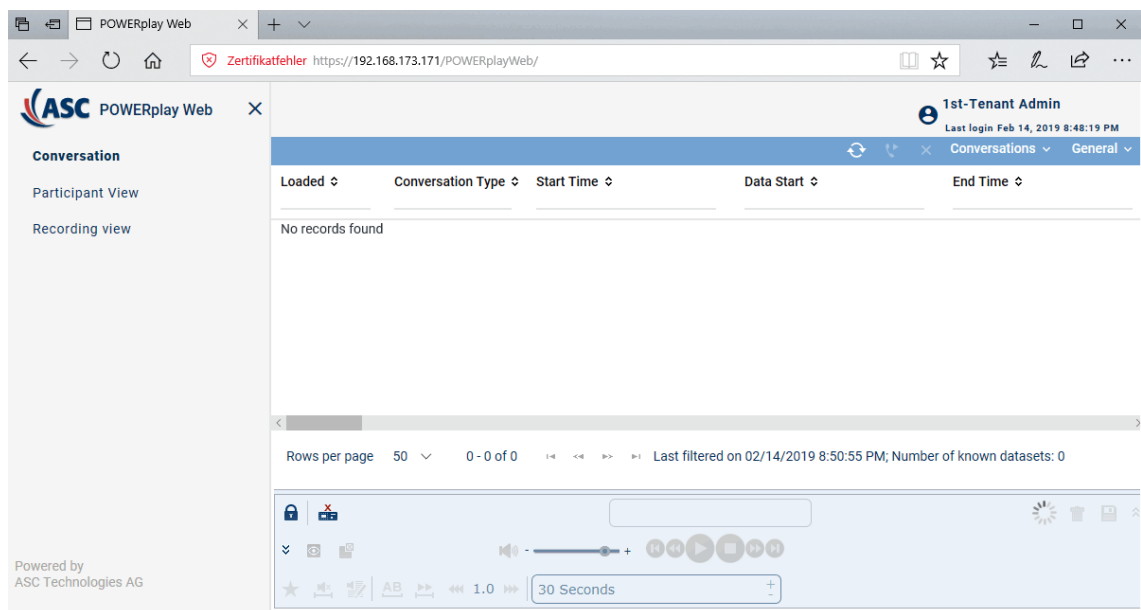 POWERplay Web
Zertifikatfehler https://192.168.173.171/POWERplayWeb/
ASC POWERplay Web
1st-Tenant Admin
Last login Feb 14, 2019 8:48:19 PM
Conversations General
Conversation
Participant View
Recording view
Loaded Conversation Type Start Time Data Start End Time
No records found
Rows per page 50 0 - 0 of 0 Last filtered on 02/14/2019 8:50:55 PM; Number of known datasets: 0
- +
AB 1.0 30 Seconds + -
Powered by
ASC Technologies AG